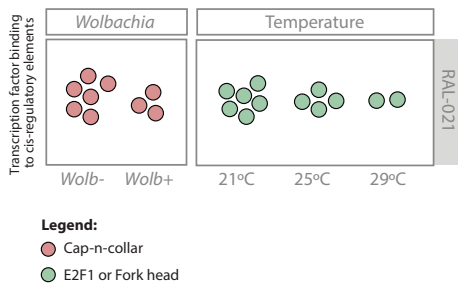 Wolbachia
Temperature
Transcription factor binding
to cis-regulatory elements
RAL-021
Wolb-
Wolb+
21ºC
25ºC
29ºC
Legend:
Cap-n-collar
E2F1 or Fork head